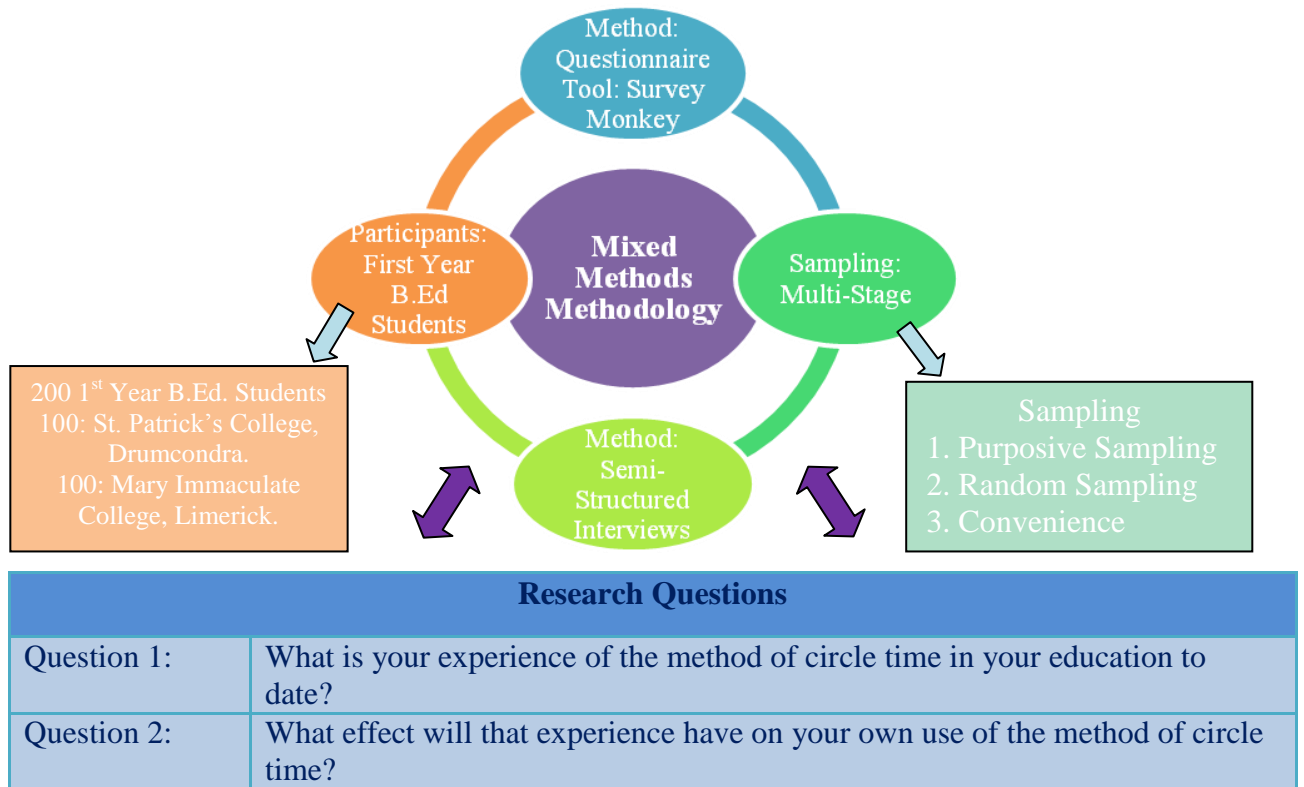 Method:
Questionnaire
Tool: Survey
Monkey
Participants:
First Year
B.Ed
Students
Mixed
Methods
Methodology
Sampling:
Multi-Stage
200 1st Year B.Ed. Students
100: St. Patrick’s College,
Drumcondra.
100: Mary Immaculate
College, Limerick.
Method:
Semi-
Structured
Interviews
Sampling
1. Purposive Sampling
2. Random Sampling
3. Convenience
Research Questions
Question 1:
What is your experience of the method of circle time in your education to
date?
Question 2:
What effect will that experience have on your own use of the method of circle
time?